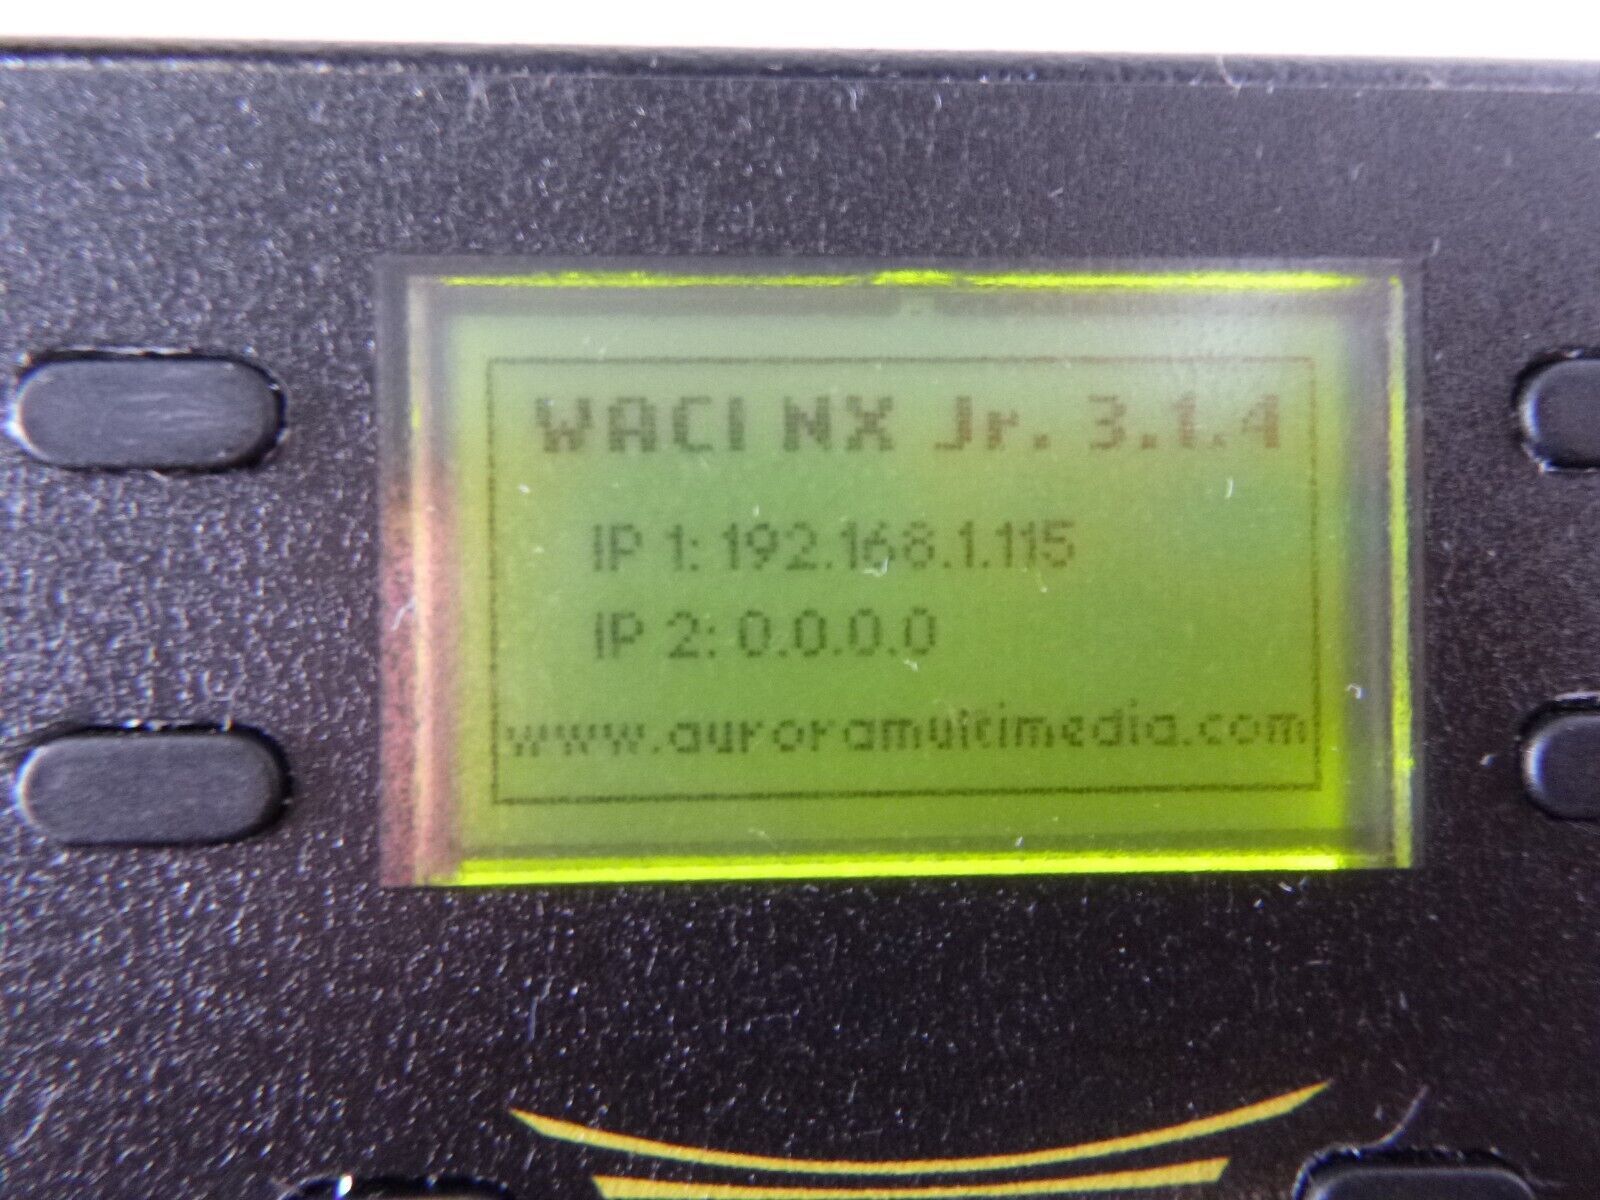 WACI NX Jr. 3.1.4
IP 1: 192.168.1.115
IP 2: 0.0.0.0
www.auroramultimedia.com